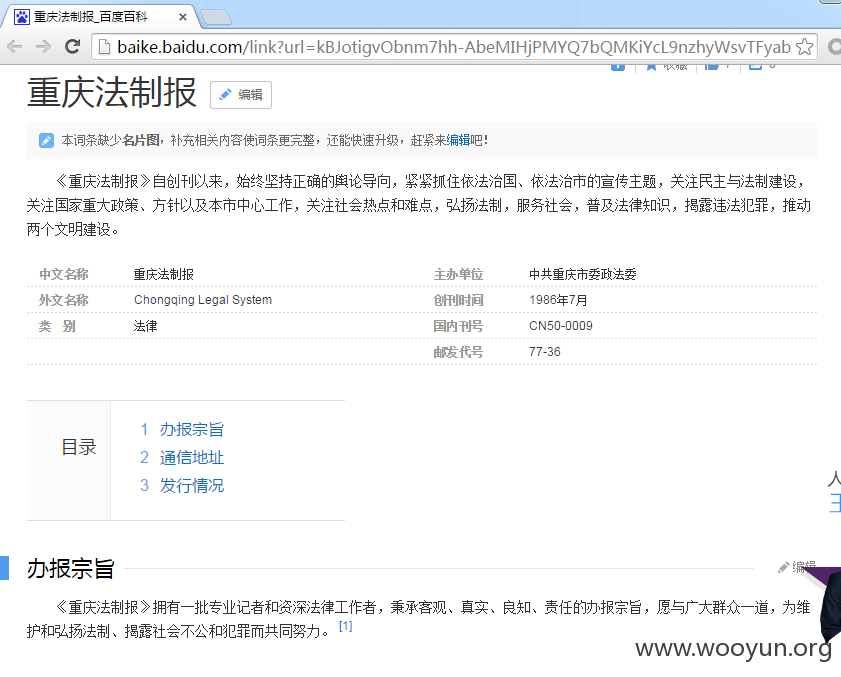 重庆法制报_百度百科
baike.baidu.com/link?url=kBJotigvObnm7hh-AbeMIHjPMYQ7bQMKiYcL9nzhyWsvTFyab
重庆法制报 编辑
本词条缺少名片图，补充相关内容使词条更完整，还能快速升级，赶紧来编辑吧！
《重庆法制报》自创刊以来，始终坚持正确的舆论导向，紧紧抓住依法治国、依法治市的宣传主题，关注民主与法制建设，
关注国家重大政策、方针以及本市中心工作，关注社会热点和难点，弘扬法制，服务社会，普及法律知识，揭露违法犯罪，推动
两个文明建设。
中文名称 重庆法制报 主办单位 中共重庆市委政法委
外文名称 Chongqing Legal System 创刊时间 1986年7月
类 别 法律 国内刊号 CN50-0009
邮发代号 77-36
目录
1 办报宗旨
2 通信地址
3 发行情况
办报宗旨 编辑
《重庆法制报》拥有一批专业记者和资深法律工作者，秉承客观、真实、良知、责任的办报宗旨，愿与广大群众一道，为维
护和弘扬法制、揭露社会不公和犯罪而共同努力。 [1]
www.wooyun.org